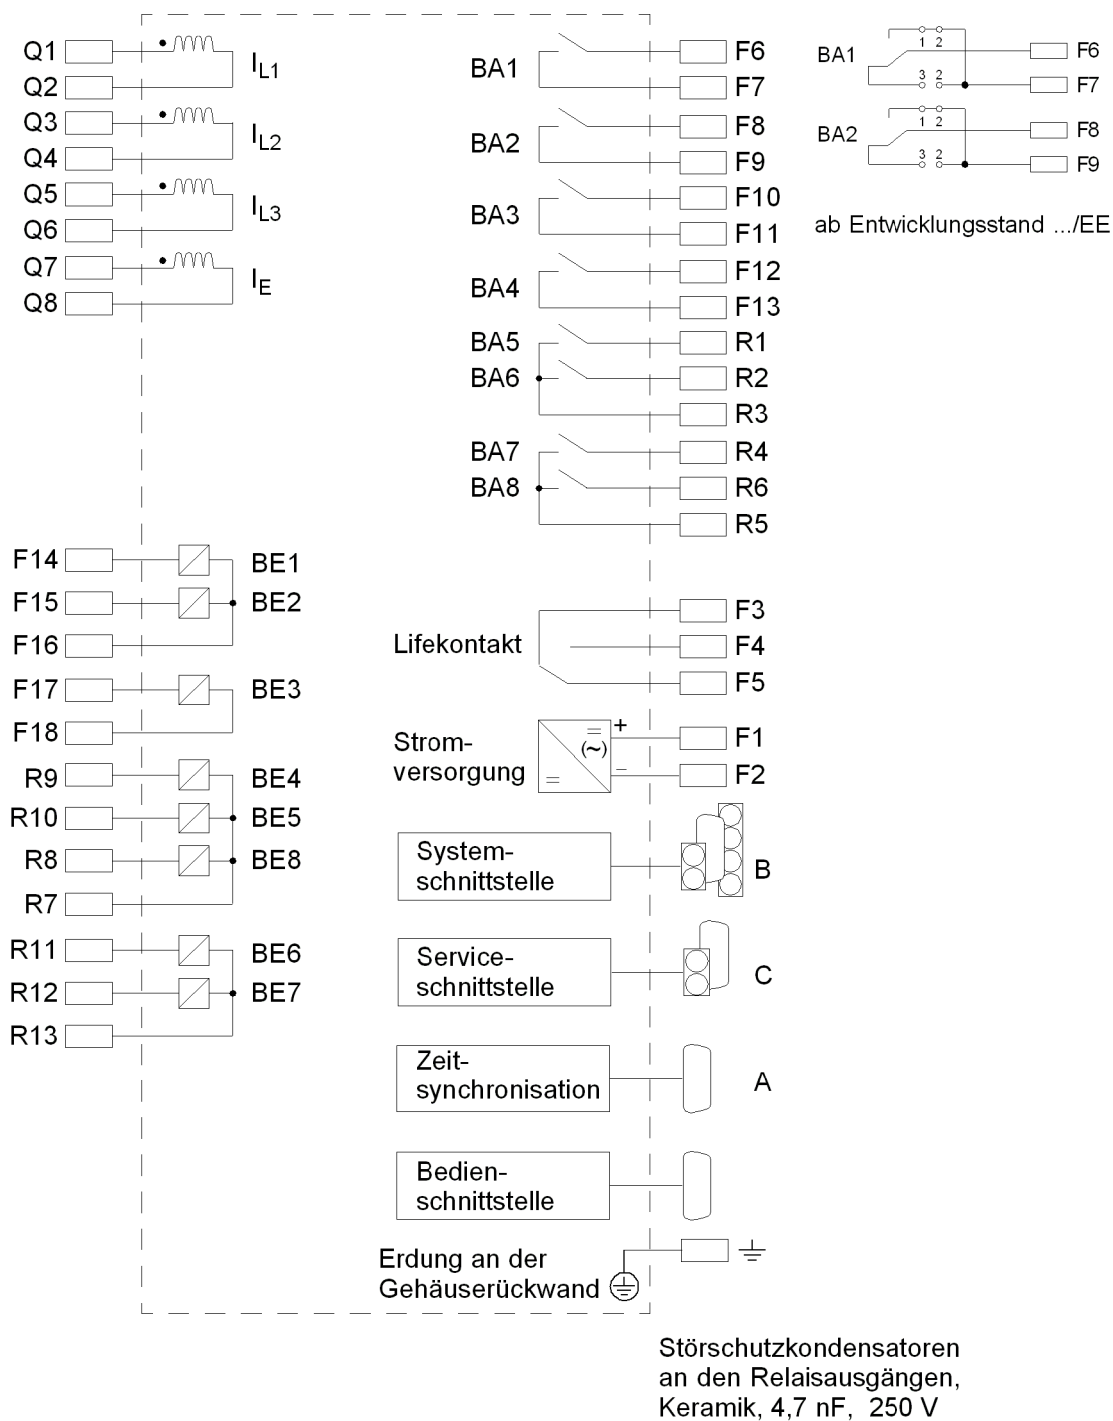 Q1
Q2
I L1
Q3
Q4
I L2
Q5
Q6
I L3
Q7
Q8
I E
F14
BE1
F15
BE2
F16
F17
BE3
F18
R9
BE4
R10
BE5
R8
BE8
R7
R11
BE6
R12
BE7
R13
BA1
F6
F7
BA2
F8
F9
BA3
F10
F11
BA4
F12
F13
BA5
R1
BA6
R2
R3
BA7
R4
BA8
R6
R5
Lifekontakt
F3
F4
F5
Strom-
versorgung
= (~) =
+
−
F1
F2
System-
schnittstelle
B
Service-
schnittstelle
C
Zeit-
synchronisation
A
Bedien-
schnittstelle
Erdung an der
Gehäuserückwand
BA1
1 2
3 2
F6
F7
BA2
1 2
3 2
F8
F9
ab Entwicklungsstand .../EE
Störschutzkondensatoren
an den Relaisausgängen,
Keramik, 4,7 nF, 250 V